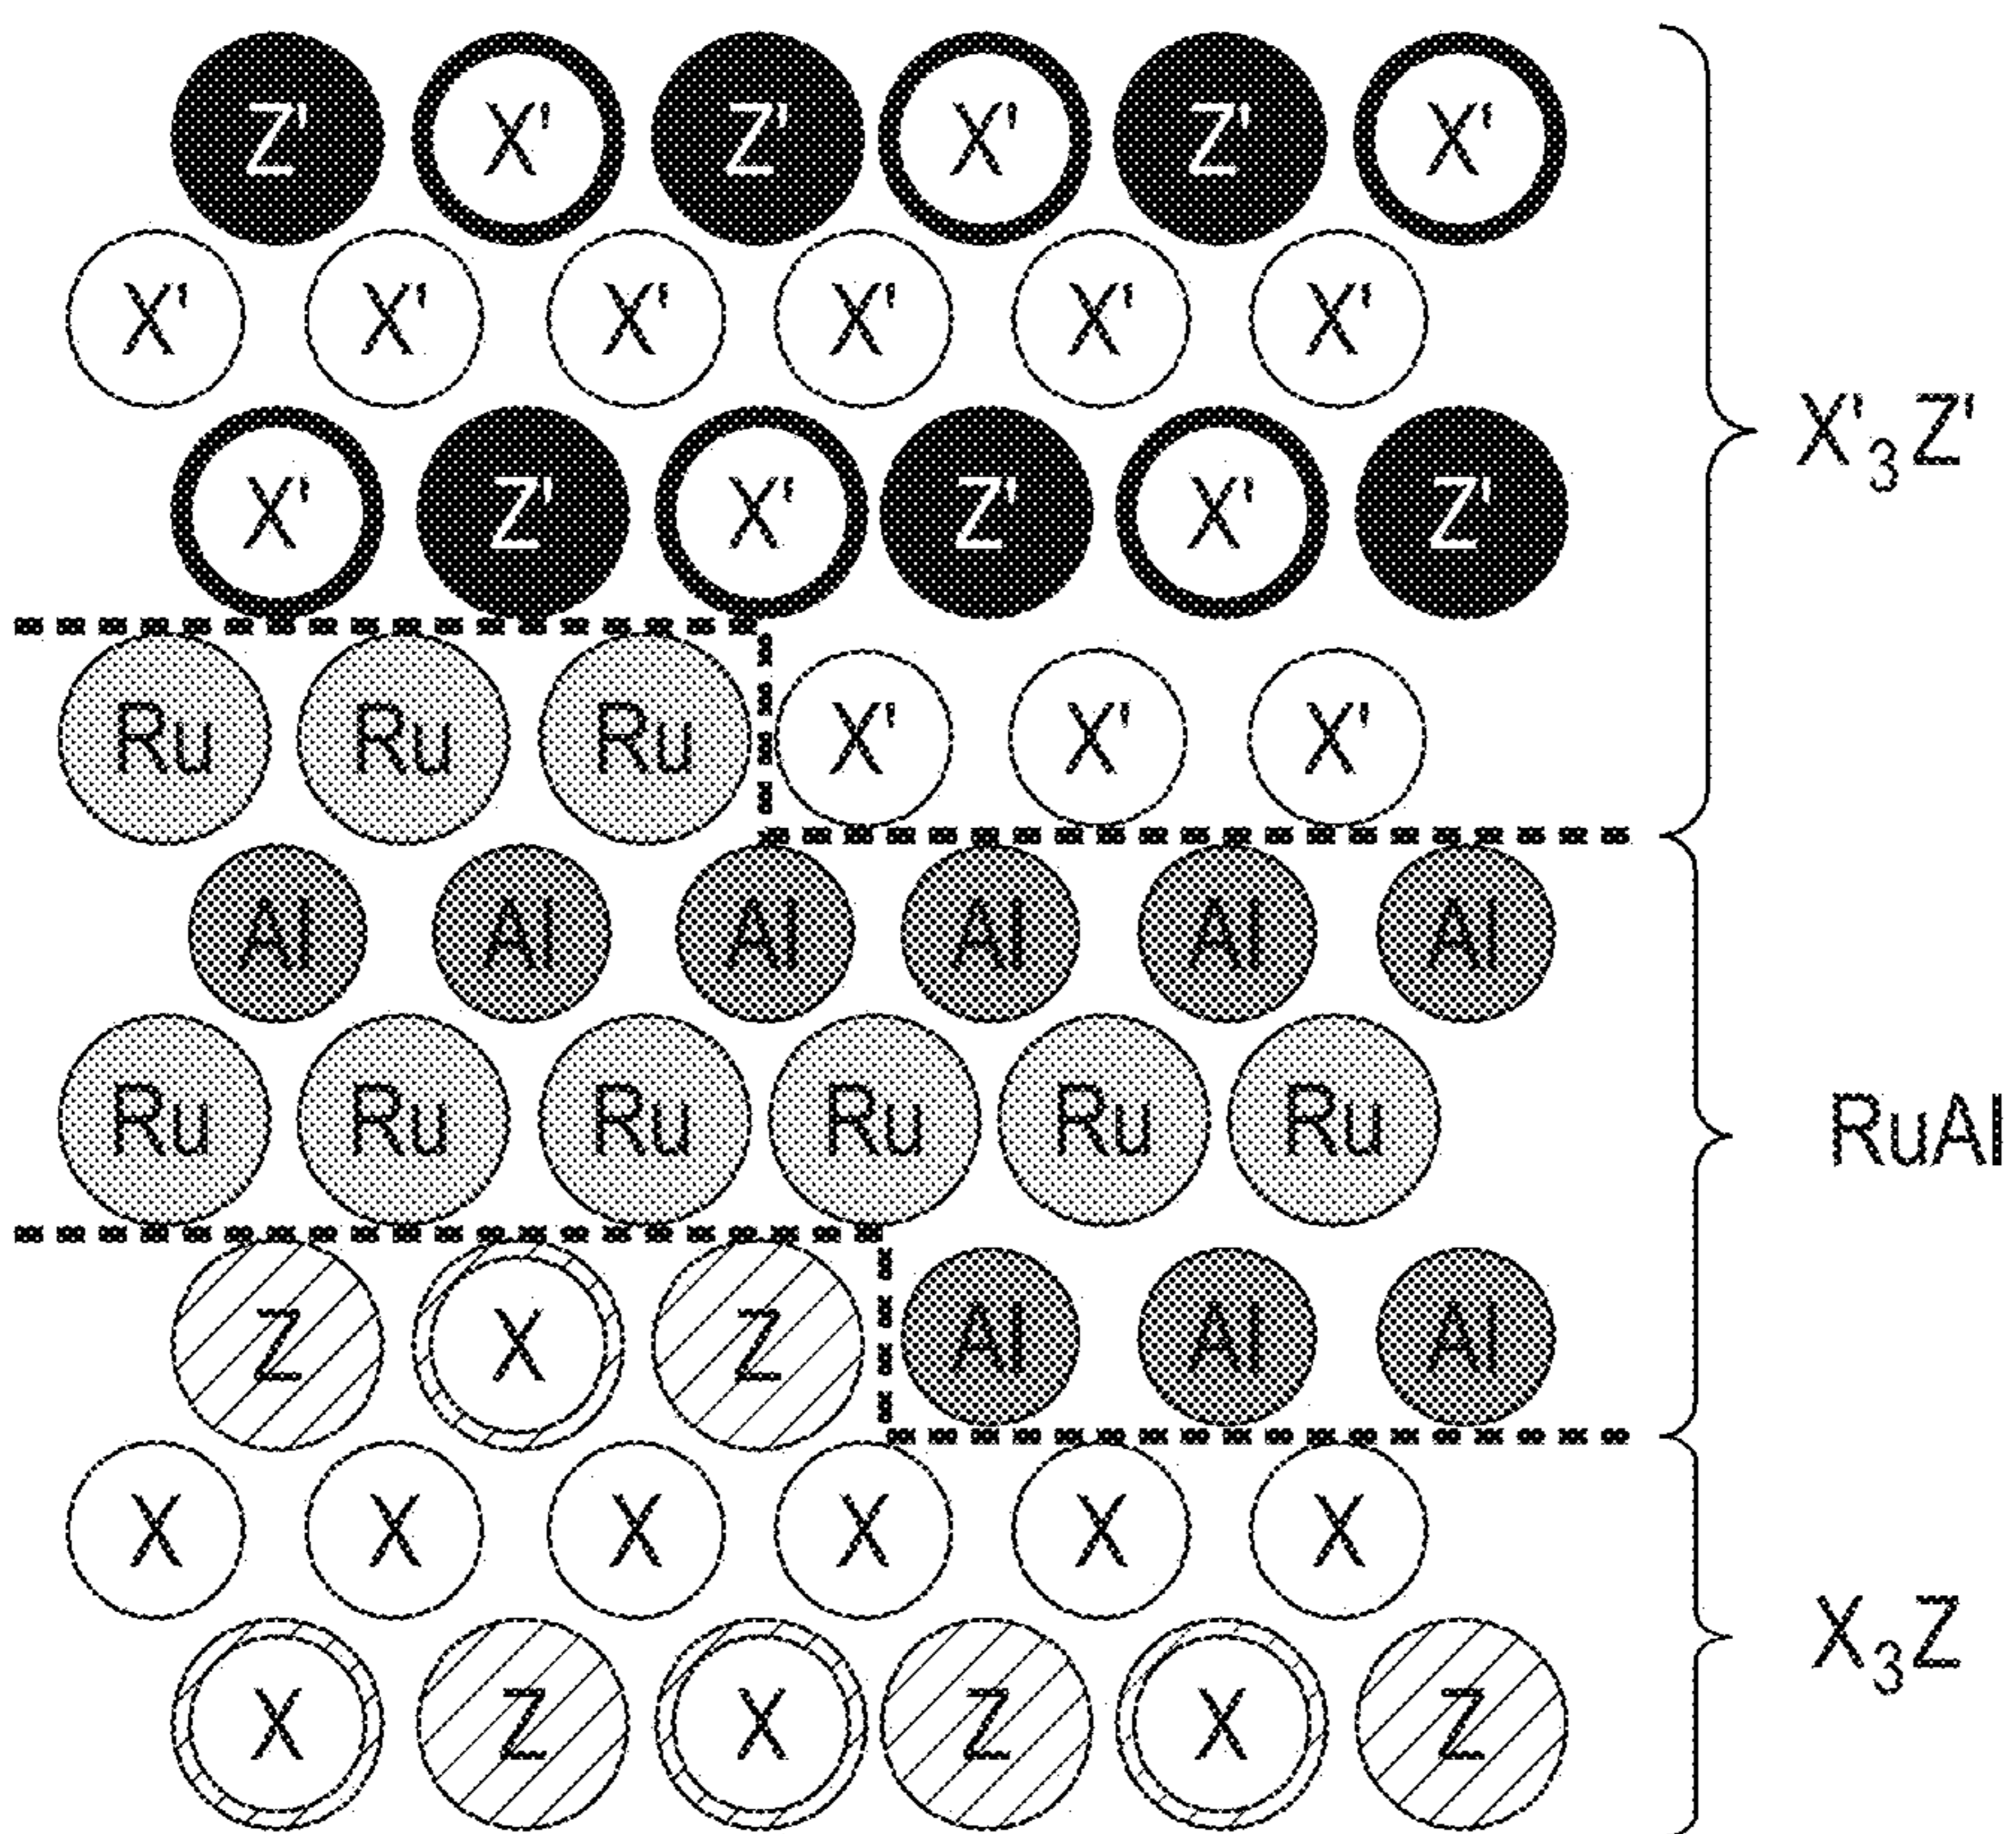 Z' X' Z' X' Z' X'
X' X' X' X' X' X'
X' Z' X' Z' X' Z'
X'₃Z'
Ru Ru Ru X' X' X'
Al Al Al Al Al Al
Ru Ru Ru Ru Ru Ru
RuAl
Z X Z Al Al Al
X X X X X X
X₃Z
X Z X Z X Z